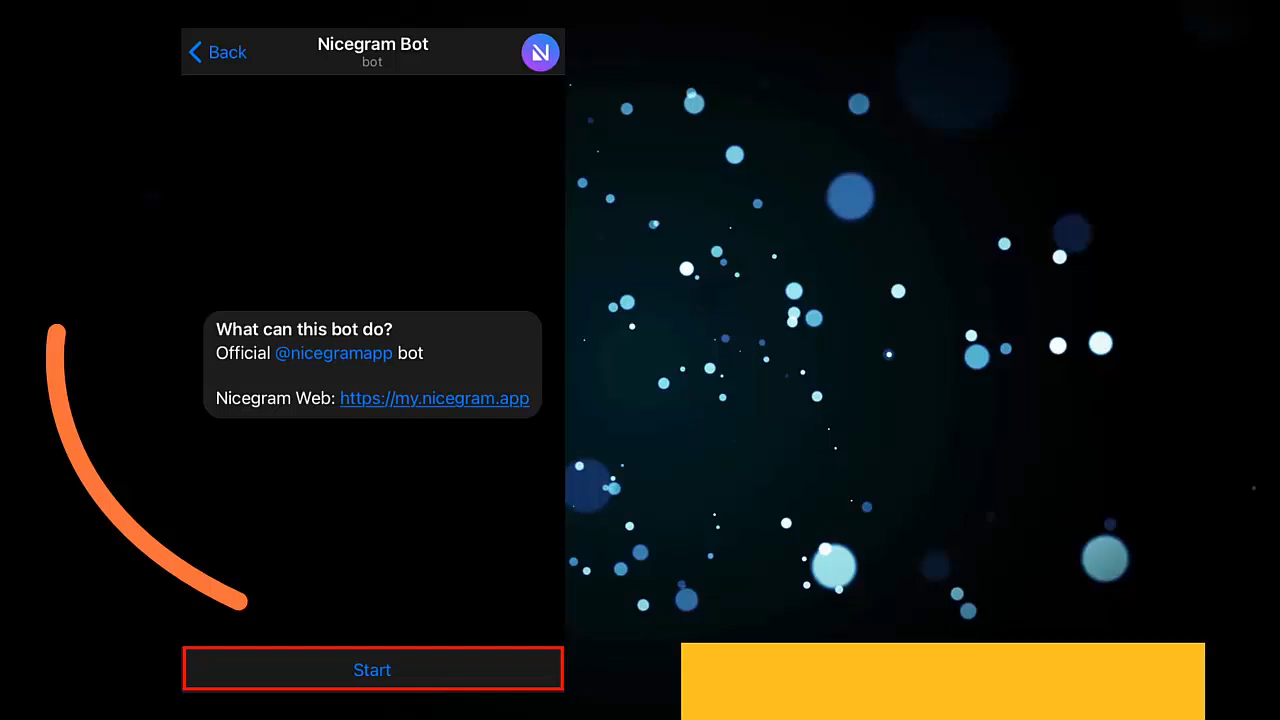 Back
Nicegram Bot
bot
What can this bot do?
Official @nicegramapp bot
Nicegram Web: https://my.nicegram.app
Start